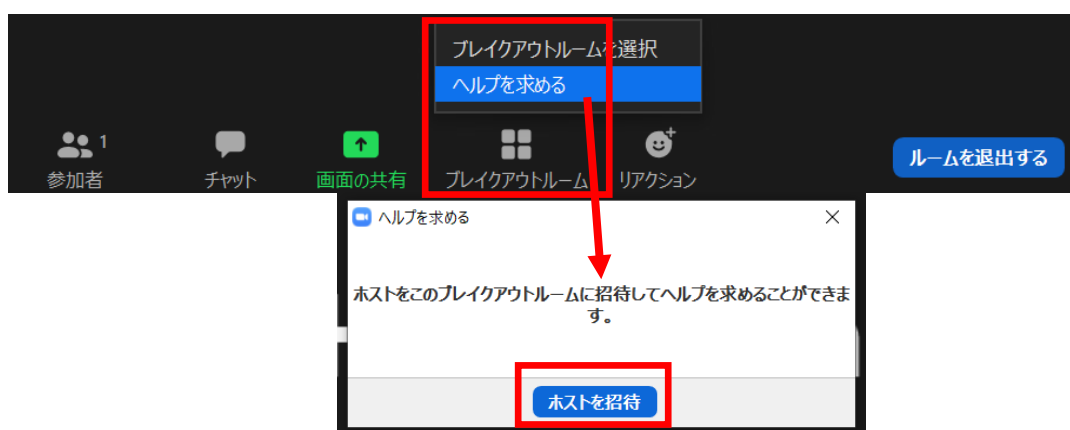 ブレイクアウトルームを選択
ヘルプを求める
1
参加者
チャット
画面の共有
ブレイクアウトルーム
リアクション
ルームを退出する
ヘルプを求める
ホストをこのブレイクアウトルームに招待してヘルプを求めることができま
す。
ホストを招待